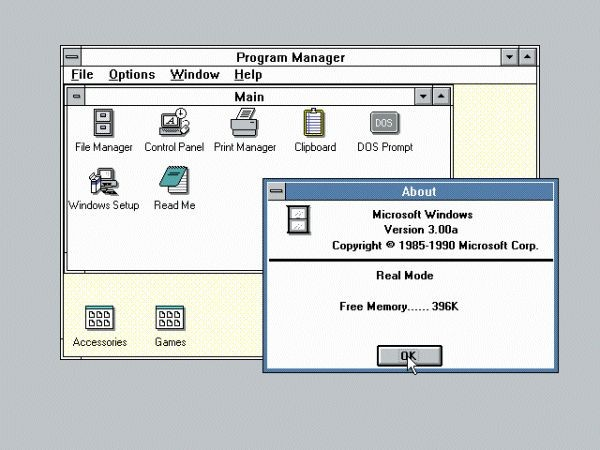 Program Manager
File Options Window Help
Main
File Manager Control Panel Print Manager Clipboard DOS Prompt
DOS
Windows Setup Read Me
About
Microsoft Windows
Version 3.00a
Copyright © 1985-1990 Microsoft Corp.
Real Mode
Free Memory...... 396K
OK
Accessories Games